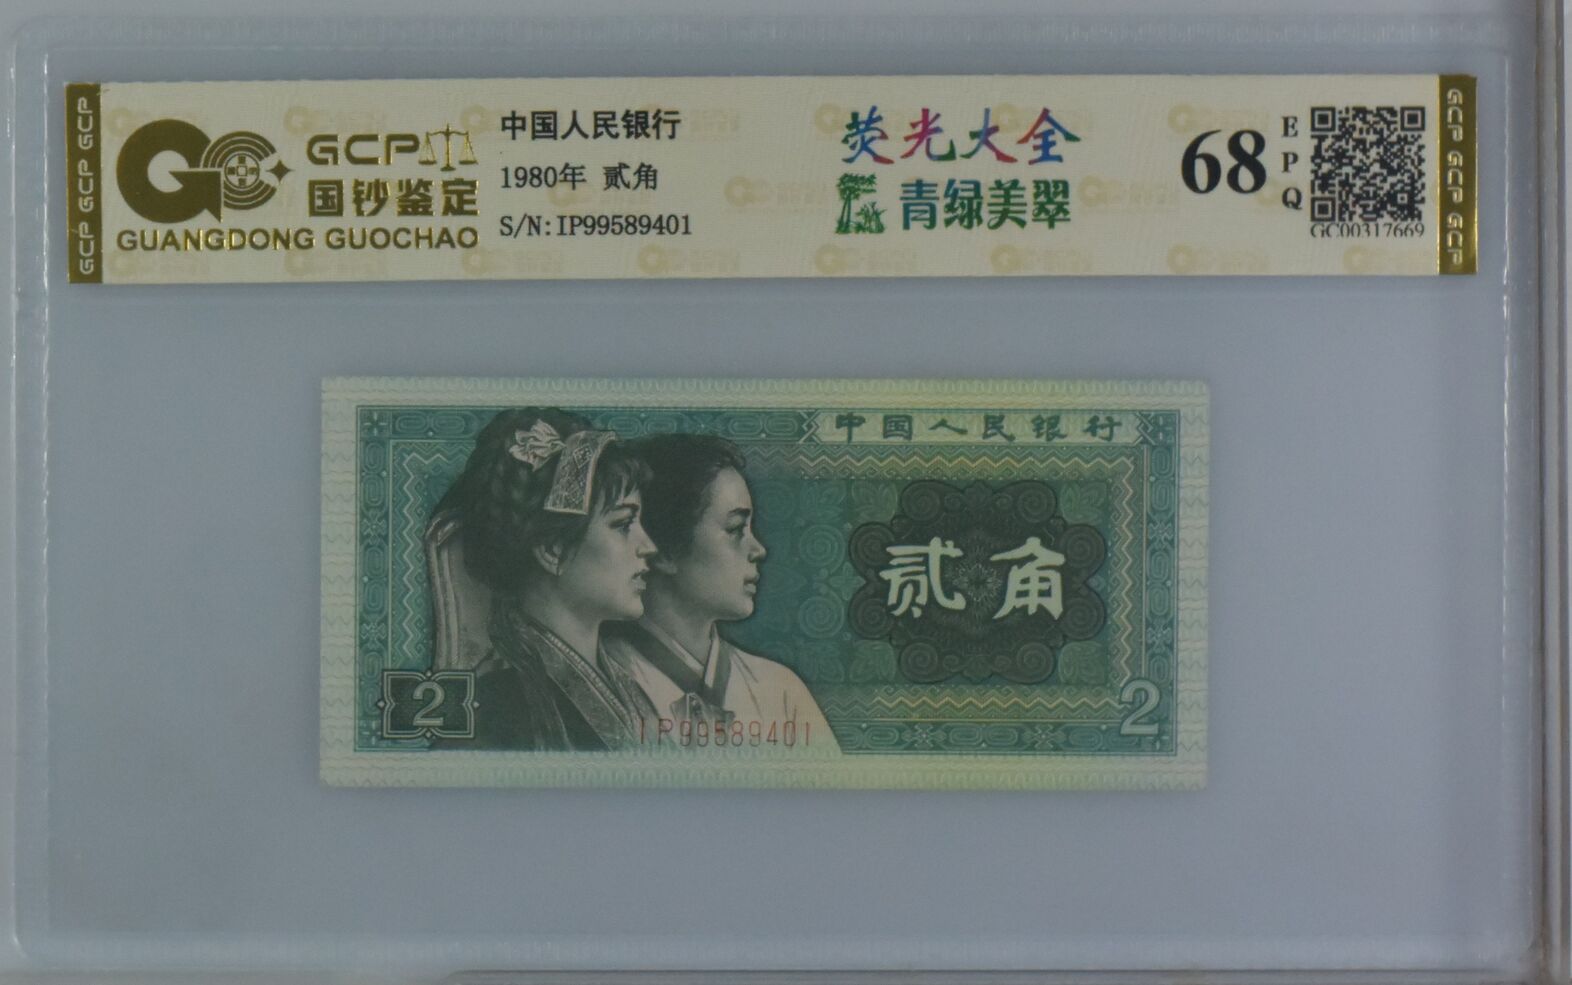 GCP GCP GCP
GCP
国钞鉴定
GUANGDONG GUOCHAO
中国人民银行
1980年 贰角
S/N:IP99589401
荧光大全
青绿美翠
68
EPQ
GC00317669
GCP GCP GCP
中国人民银行
贰角
2
2
IP99589401